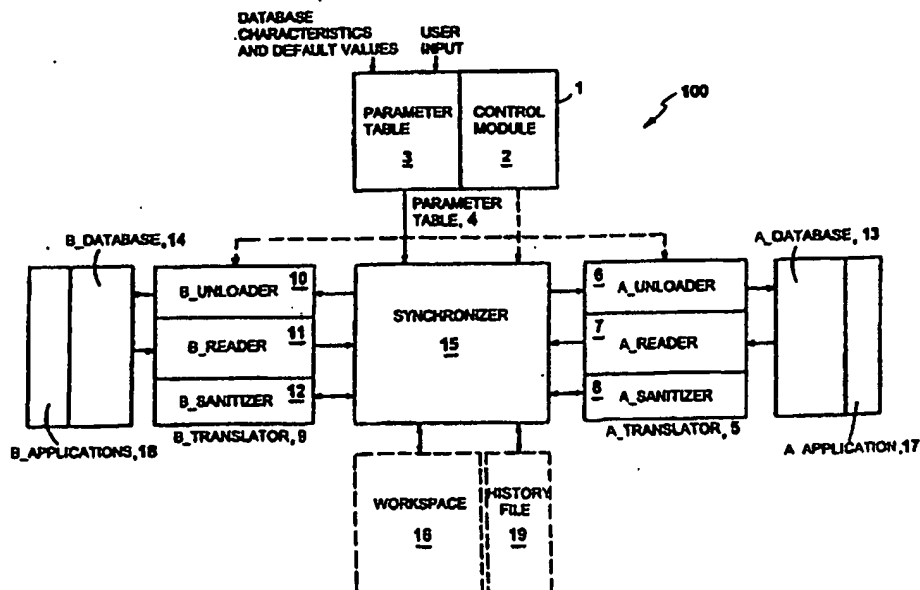 DATABASE
CHARACTERISTICS
AND DEFAULT VALUES
USER
INPUT
1
100
PARAMETER
TABLE
3
CONTROL
MODULE
2
PARAMETER
TABLE, 4
B_DATABASE, 14
A_DATABASE, 13
B_UNLOADER 10
B_READER 11
B_SANITIZER 12
B_TRANSLATOR, 9
B_APPLICATIONS, 18
SYNCHRONIZER
15
6 A_UNLOADER
7 A_READER
8 A_SANITIZER
A_TRANSLATOR, 5
A APPLICATION, 17
WORKSPACE
16
HISTORY
FILE
19